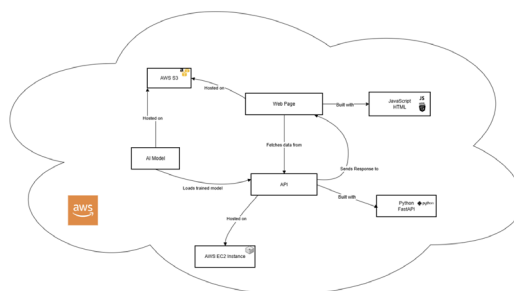 AWS S3
Hosted on
Web Page
Built with
JavaScript
HTML
JS
Hosted on
Fetches data from
AI Model
Sends Response to
Loads trained model
API
Built with
Python
FastAPI
python
aws
Hosted on
AWS EC2 Instance